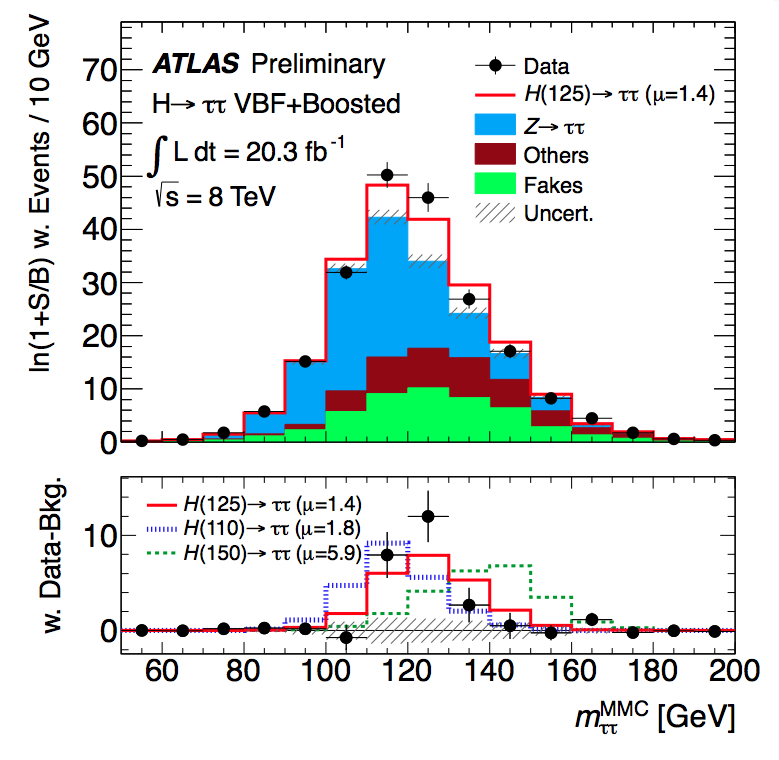 ln(1+S/B) w. Events / 10 GeV
70
60
50
40
30
20
10
0
ATLAS Preliminary
H→ ττ VBF+Boosted
∫ L dt = 20.3 fb⁻¹
√s = 8 TeV
Data
H(125)→ ττ (μ=1.4)
Z→ ττ
Others
Fakes
Uncert.
w. Data-Bkg.
10
0
H(125)→ ττ (μ=1.4)
H(110)→ ττ (μ=1.8)
H(150)→ ττ (μ=5.9)
60 80 100 120 140 160 180 200
m_ττ^MMC [GeV]